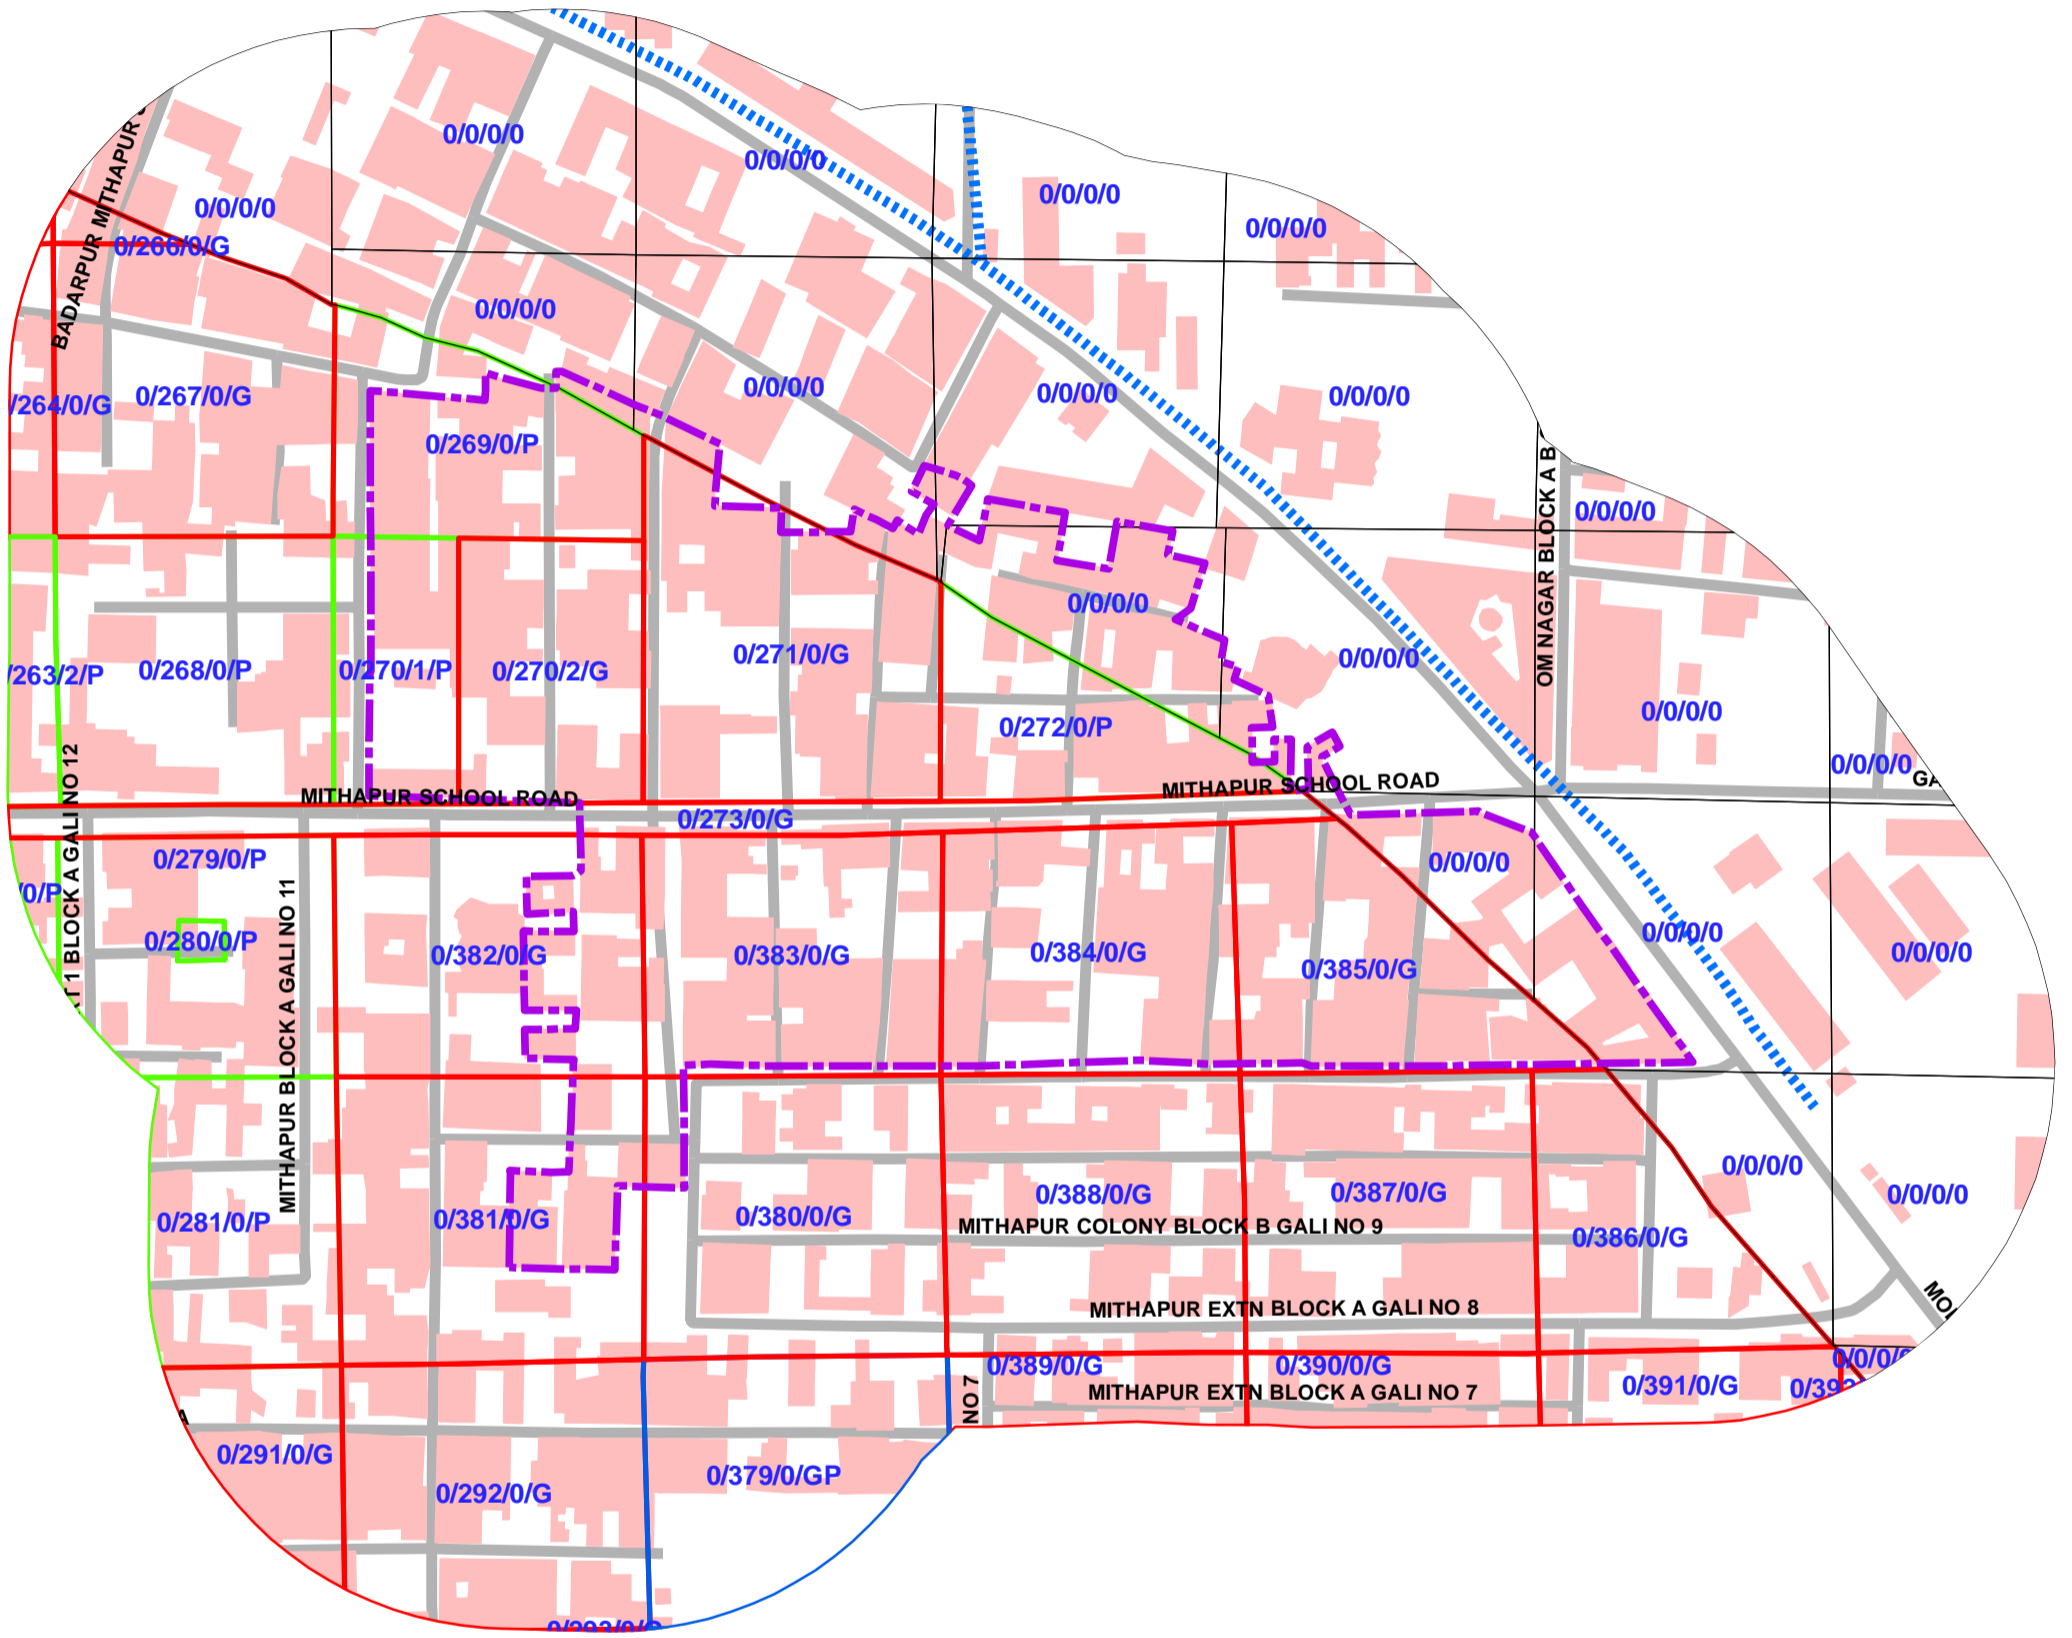 0/0/0/0
0/0/0/0
0/0/0/0
0/0/0/0
0/0/0/0
BADARPUR MITHAPUR
0/266/0/G
0/0/0/0
0/267/0/G
/264/0/G
0/0/0/0
0/0/0/0
0/0/0/0
0/269/0/P
OM NAGAR BLOCK A B
0/0/0/0
0/0/0/0
/263/2/P
0/268/0/P
0/270/1/P
0/270/2/G
0/271/0/G
0/0/0/0
0/272/0/P
0/0/0/0
0/0/0/0
GA
MITHAPUR SCHOOL ROAD
MITHAPUR SCHOOL ROAD
0/273/0/G
0/279/0/P
/0/P
T 1 BLOCK A GALI NO 12
MITHAPUR BLOCK A GALI NO 11
0/280/0/P
0/382/0/G
0/383/0/G
0/384/0/G
0/385/0/G
0/0/0/0
0/0/0/0
0/0/0/0
0/281/0/P
0/381/0/G
0/380/0/G
0/388/0/G
0/387/0/G
0/386/0/G
0/0/0/0
0/0/0/0
MITHAPUR COLONY BLOCK B GALI NO 9
MITHAPUR EXTN BLOCK A GALI NO 8
0/389/0/G
0/390/0/G
0/391/0/G
0/0/0/0
0/392
MITHAPUR EXTN BLOCK A GALI NO 7
NO 7
A
0/291/0/G
0/292/0/G
0/379/0/GP